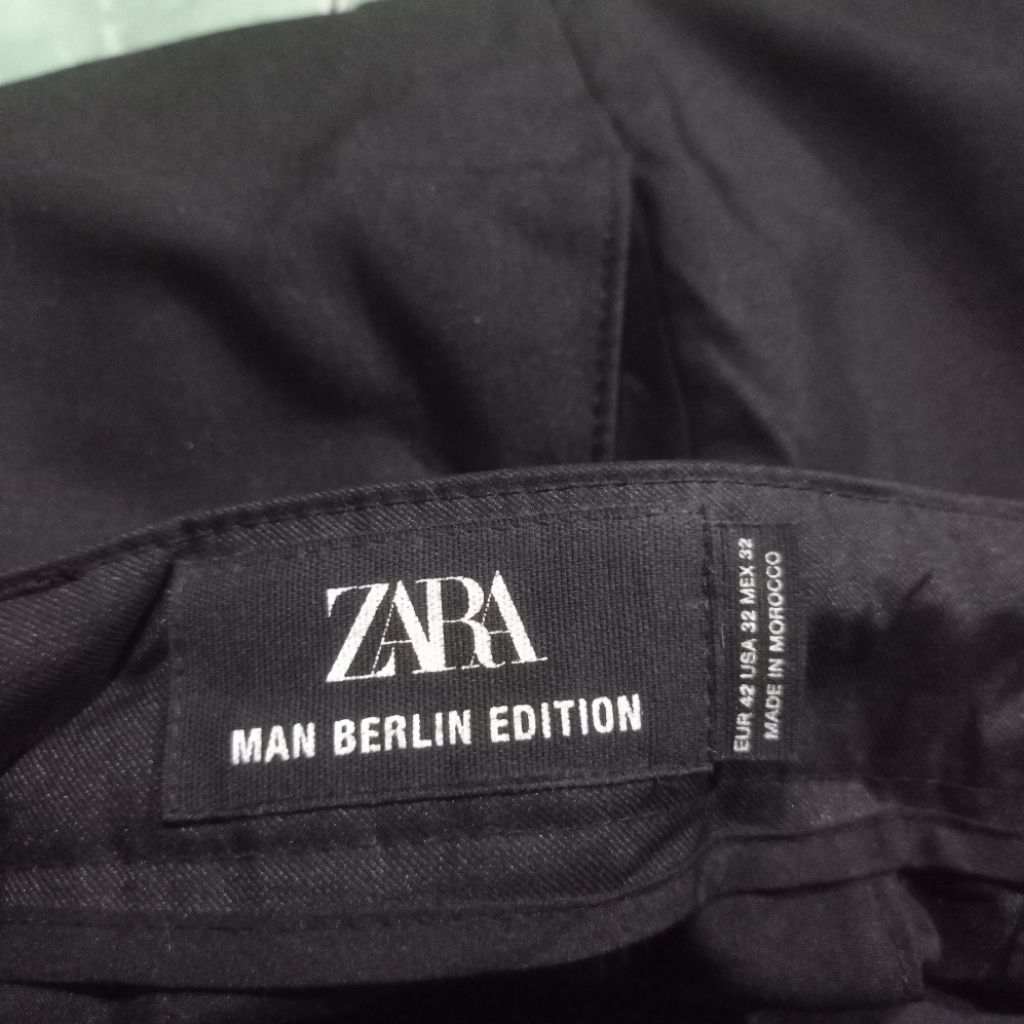 ZARA
MAN BERLIN EDITION
EUR 42 USA 32 MEX 32
MADE IN MOROCCO